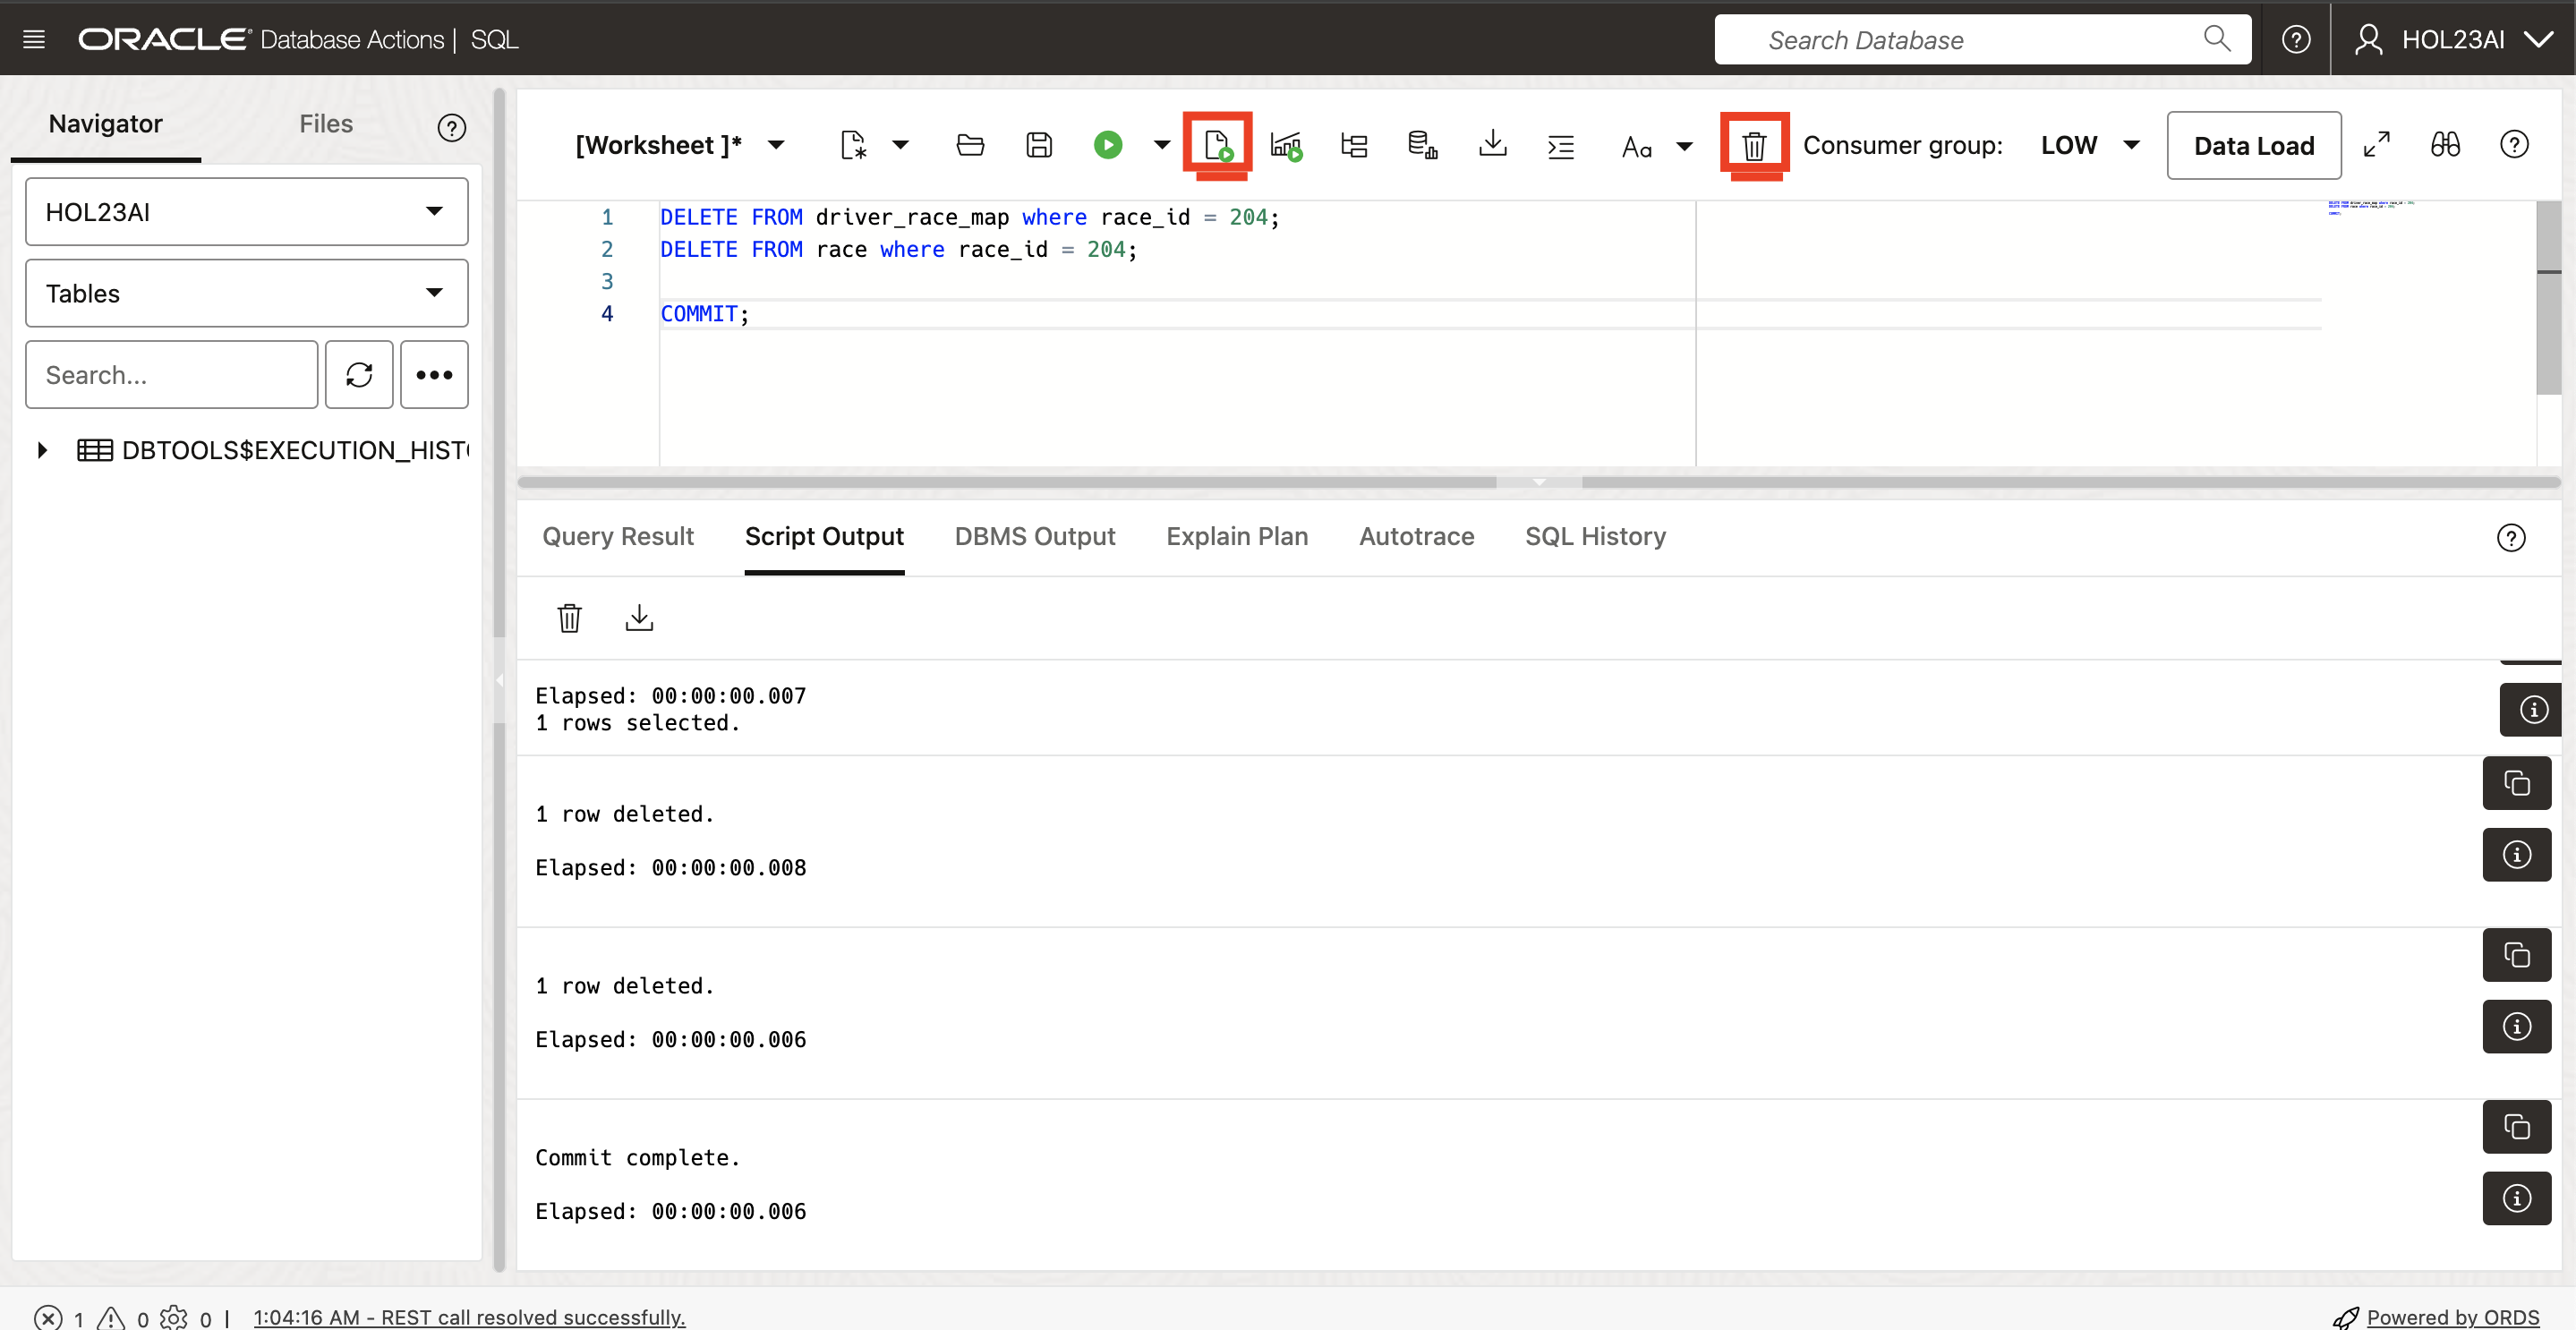 ORACLE Database Actions | SQL
Search Database
HOL23AI
Navigator
Files
HOL23AI
Tables
Search...
DBTOOLS$EXECUTION_HIST
[Worksheet ]*
Aa
Consumer group:
LOW
Data Load
1 DELETE FROM driver_race_map where race_id = 204;
2 DELETE FROM race where race_id = 204;
3
4 COMMIT;
Query Result
Script Output
DBMS Output
Explain Plan
Autotrace
SQL History
Elapsed: 00:00:00.007
1 rows selected.
1 row deleted.
Elapsed: 00:00:00.008
1 row deleted.
Elapsed: 00:00:00.006
Commit complete.
Elapsed: 00:00:00.006
1 0 0 | 1:04:16 AM - REST call resolved successfully.
Powered by ORDS